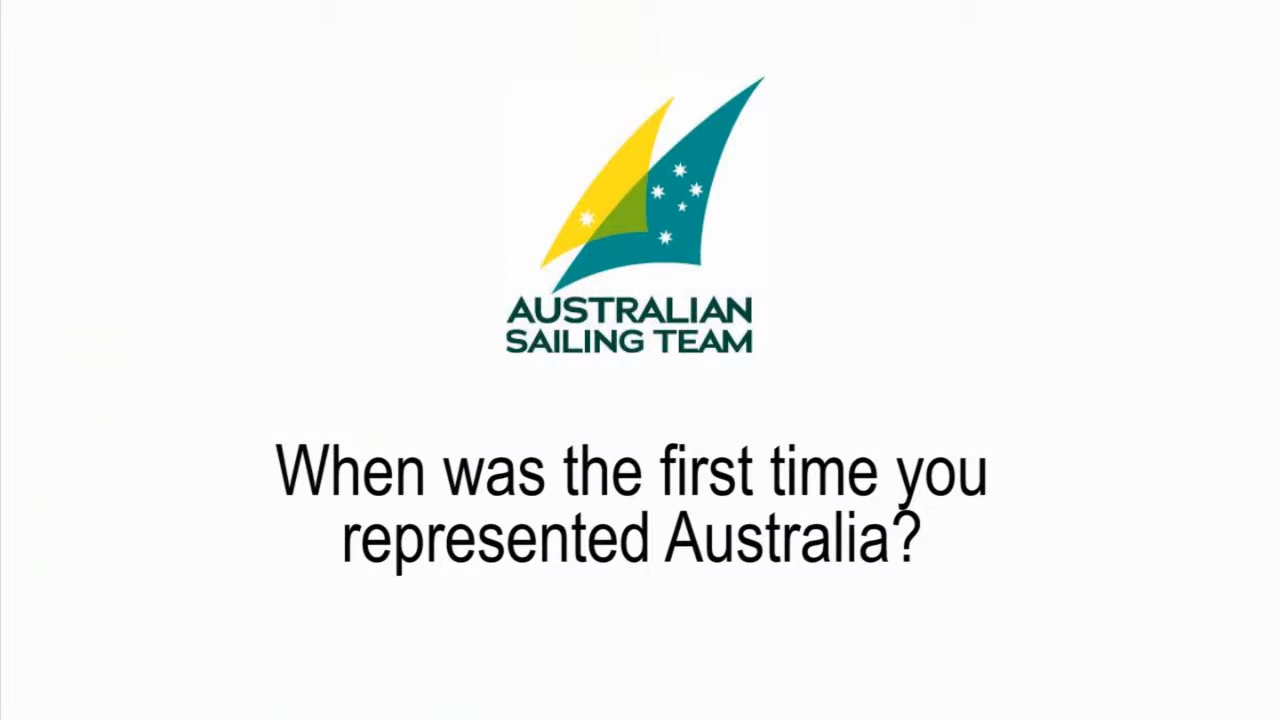 AUSTRALIAN
SAILING TEAM
When was the first time you
represented Australia?